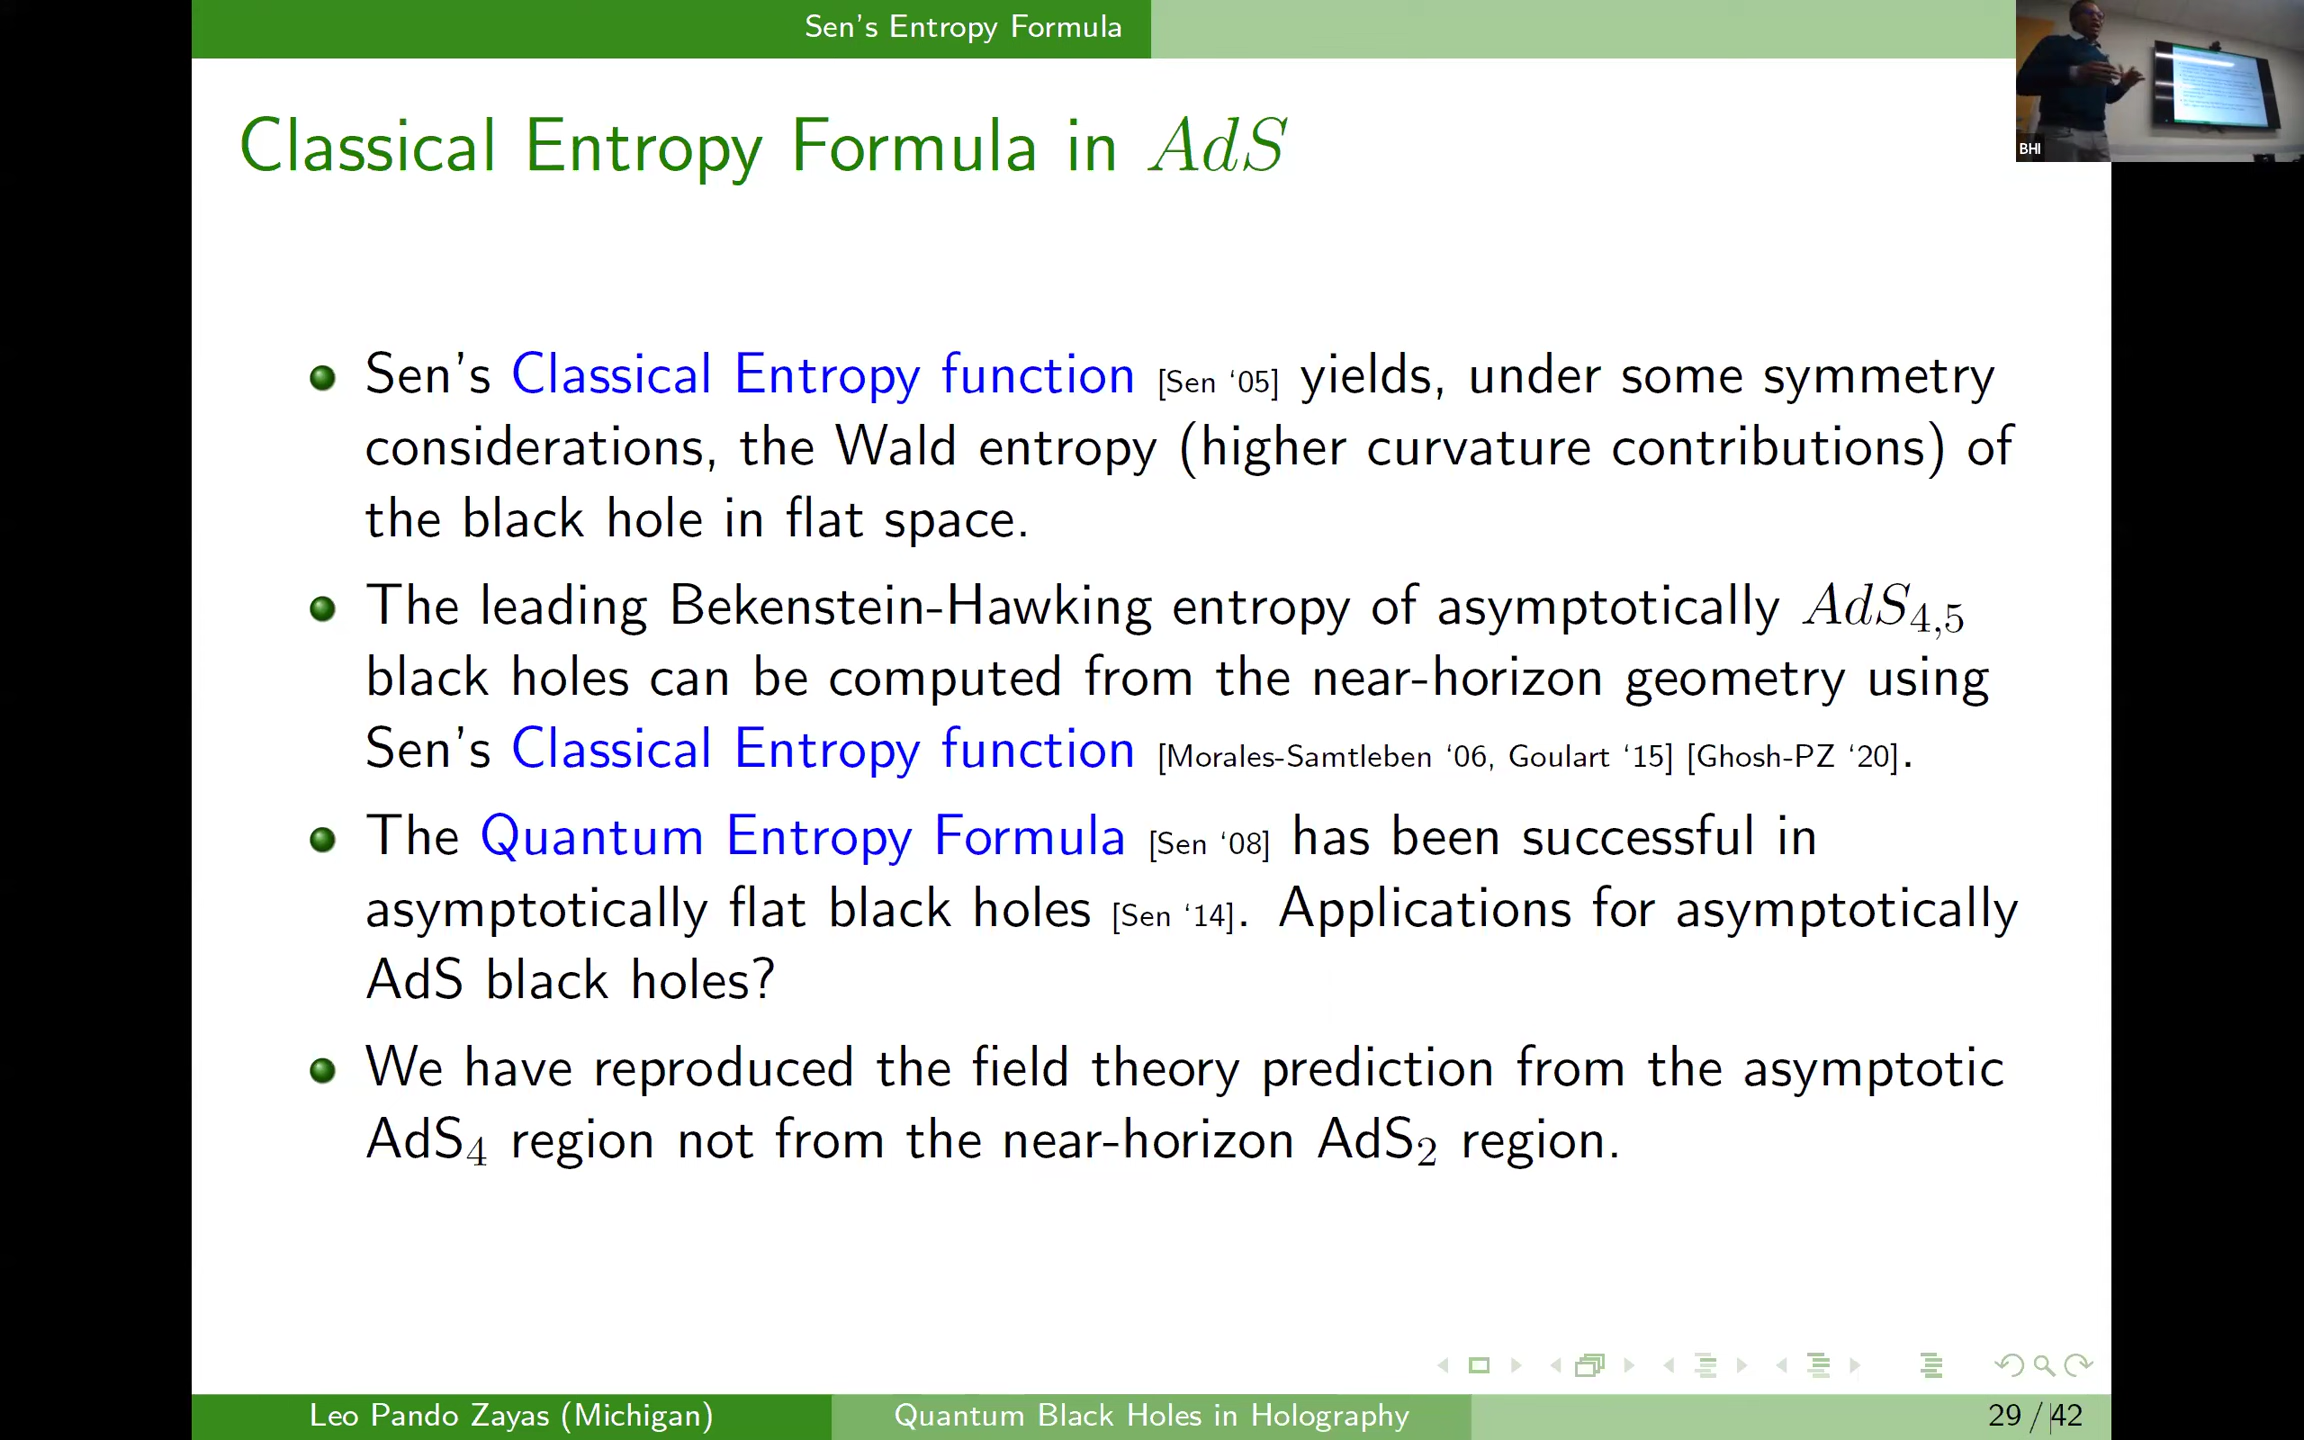 Sen's Entropy Formula
BHI
Classical Entropy Formula in AdS
Sen's Classical Entropy function [Sen ‘05] yields, under some symmetry
considerations, the Wald entropy (higher curvature contributions) of
the black hole in flat space.
The leading Bekenstein-Hawking entropy of asymptotically AdS₄,₅
black holes can be computed from the near-horizon geometry using
Sen's Classical Entropy function [Morales-Samtleben ‘06, Goulart ‘15] [Ghosh-PZ ‘20].
The Quantum Entropy Formula [Sen ‘08] has been successful in
asymptotically flat black holes [Sen ‘14]. Applications for asymptotically
AdS black holes?
We have reproduced the field theory prediction from the asymptotic
AdS₄ region not from the near-horizon AdS₂ region.
Leo Pando Zayas (Michigan)
Quantum Black Holes in Holography
29 / 42